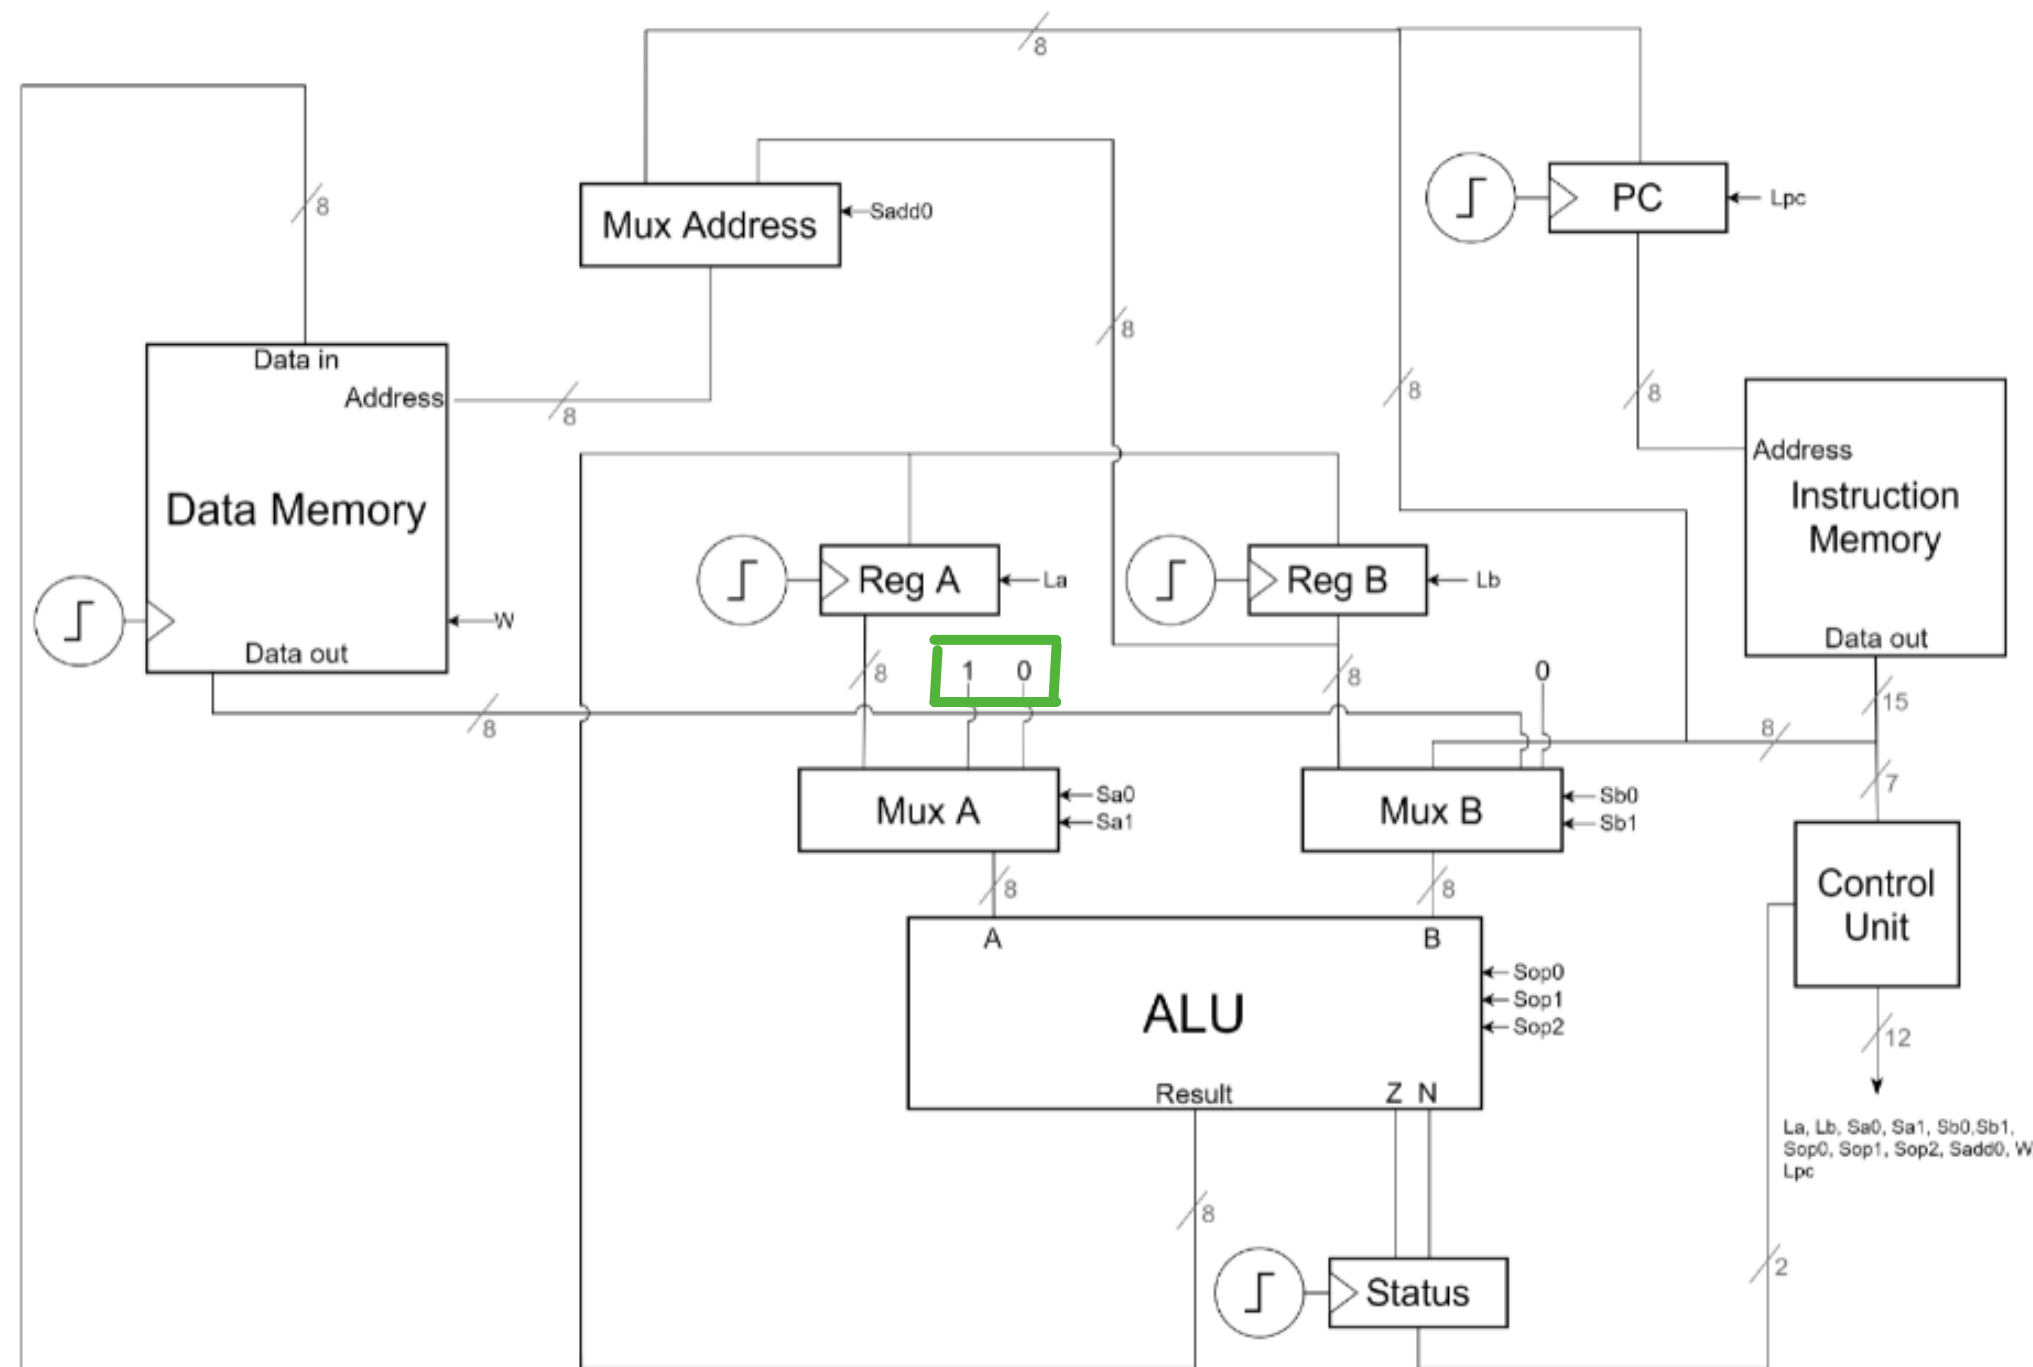 8
8
Mux Address
Sadd0
PC
Lpc
8
8
8
Data in
Address
8
Data Memory
W
Data out
8
Address
Instruction
Memory
Data out
Reg A
La
Reg B
Lb
8
1 0
8
0
15
8
7
8
Mux A
Sa0
Sa1
Mux B
Sb0
Sb1
8
8
Control
Unit
A
B
ALU
Sop0
Sop1
Sop2
Result
Z N
12
La, Lb, Sa0, Sa1, Sb0,Sb1,
Sop0, Sop1, Sop2, Sadd0, W
Lpc
8
Status
2